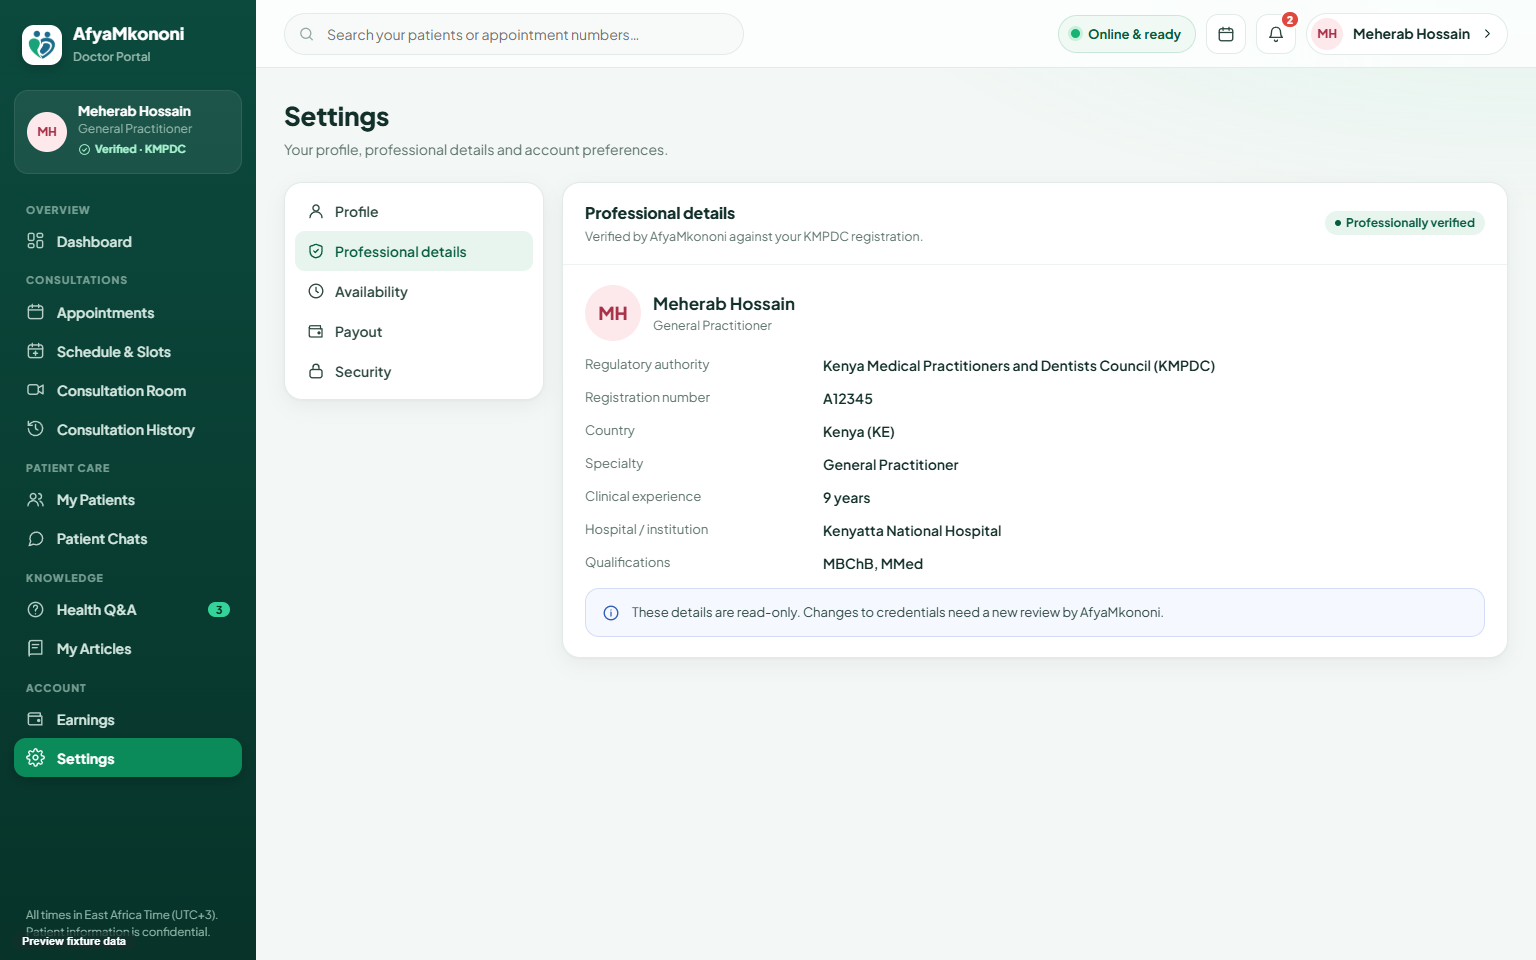 AfyaMkononi
Doctor Portal
MH
Meherab Hossain
General Practitioner
Verified · KMPDC
OVERVIEW
Dashboard
CONSULTATIONS
Appointments
Schedule & Slots
Consultation Room
Consultation History
PATIENT CARE
My Patients
Patient Chats
KNOWLEDGE
Health Q&A 3
My Articles
ACCOUNT
Earnings
Settings
All times in East Africa Time (UTC+3).
Patient information is confidential.
Preview fixture data
Search your patients or appointment numbers...
Online & ready
2
MH Meherab Hossain
Settings
Your profile, professional details and account preferences.
Profile
Professional details
Availability
Payout
Security
Professional details
Verified by AfyaMkononi against your KMPDC registration.
Professionally verified
MH
Meherab Hossain
General Practitioner
Regulatory authority Kenya Medical Practitioners and Dentists Council (KMPDC)
Registration number A12345
Country Kenya (KE)
Specialty General Practitioner
Clinical experience 9 years
Hospital / institution Kenyatta National Hospital
Qualifications MBChB, MMed
These details are read-only. Changes to credentials need a new review by AfyaMkononi.